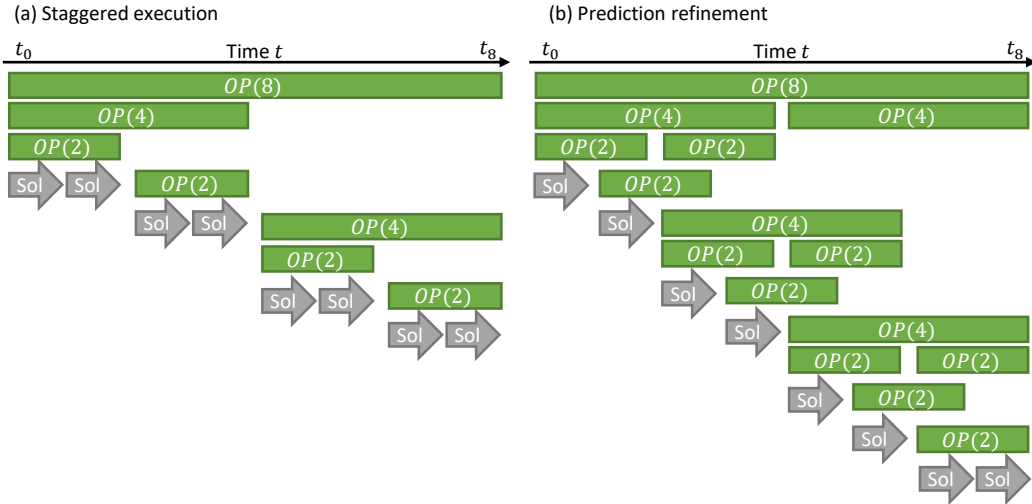 (a) Staggered execution
t₀ Time t t₈
OP(8)
OP(4)
OP(2)
Sol Sol OP(2)
Sol Sol OP(4)
OP(2)
Sol Sol OP(2)
Sol Sol
(b) Prediction refinement
t₀ Time t t₈
OP(8)
OP(4) OP(4)
OP(2) OP(2)
Sol OP(2)
Sol OP(4)
OP(2) OP(2)
Sol OP(2)
Sol OP(4)
OP(2) OP(2)
Sol OP(2)
Sol OP(2)
Sol Sol